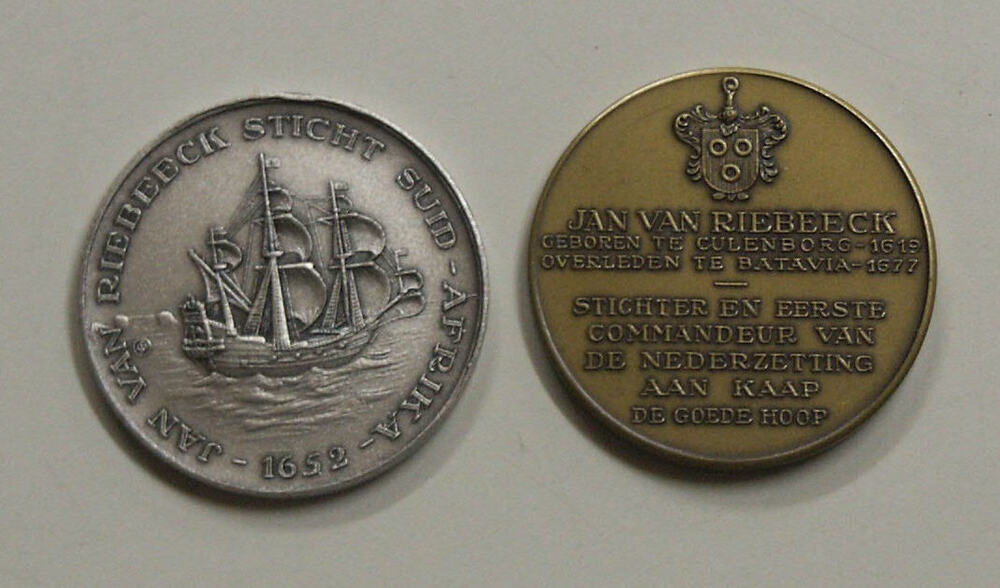 JAN VAN RIEBEECK STICHT SUID-AFRIKA - 1652 -
JAN VAN RIEBEECK
GEBOREN TE CULENBORG-1619
OVERLEDEN TE BATAVIA-1677
STICHTER EN EERSTE
COMMANDEUR VAN
DE NEDERZETTING
AAN KAAP
DE GOEDE HOOP